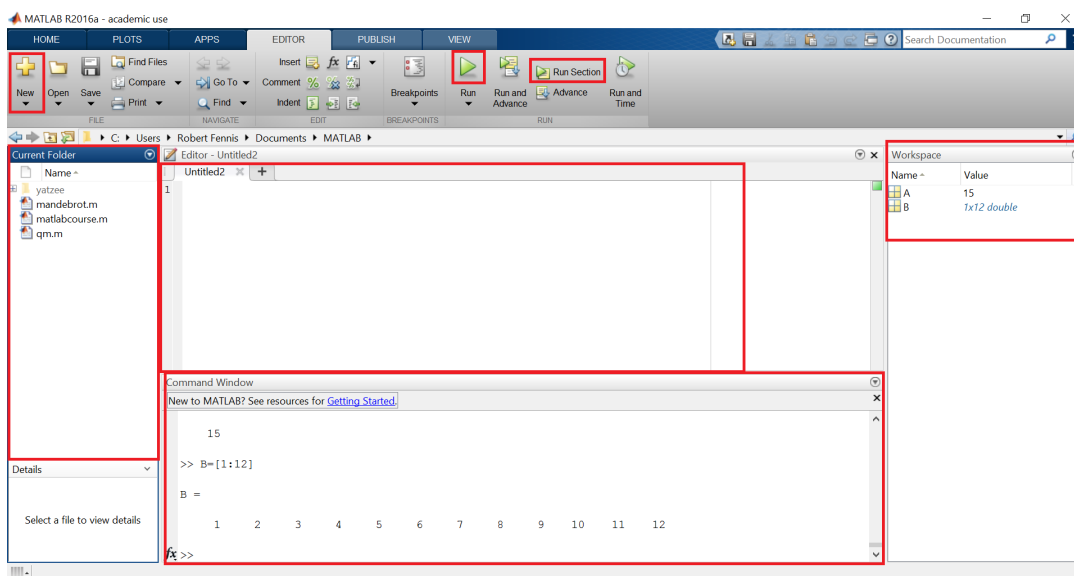 MATLAB R2016a - academic use
HOME PLOTS APPS EDITOR PUBLISH VIEW Search Documentation
New Open Save Find Files Compare Print
FILE
Go To Find
NAVIGATE
Insert fx
Comment %
Indent
EDIT
Breakpoints
BREAKPOINTS
Run Run and Advance Run Section Advance Run and Time
RUN
C: Users Robert Fennis Documents MATLAB
Current Folder
Name
yatzee
mandebrot.m
matlabcourse.m
qm.m
Details
Select a file to view details
Editor - Untitled2
Untitled2 +
1
Command Window
New to MATLAB? See resources for Getting Started.
15
>> B=[1:12]
B =
1 2 3 4 5 6 7 8 9 10 11 12
fx >>
Workspace
Name Value
A 15
B 1x12 double